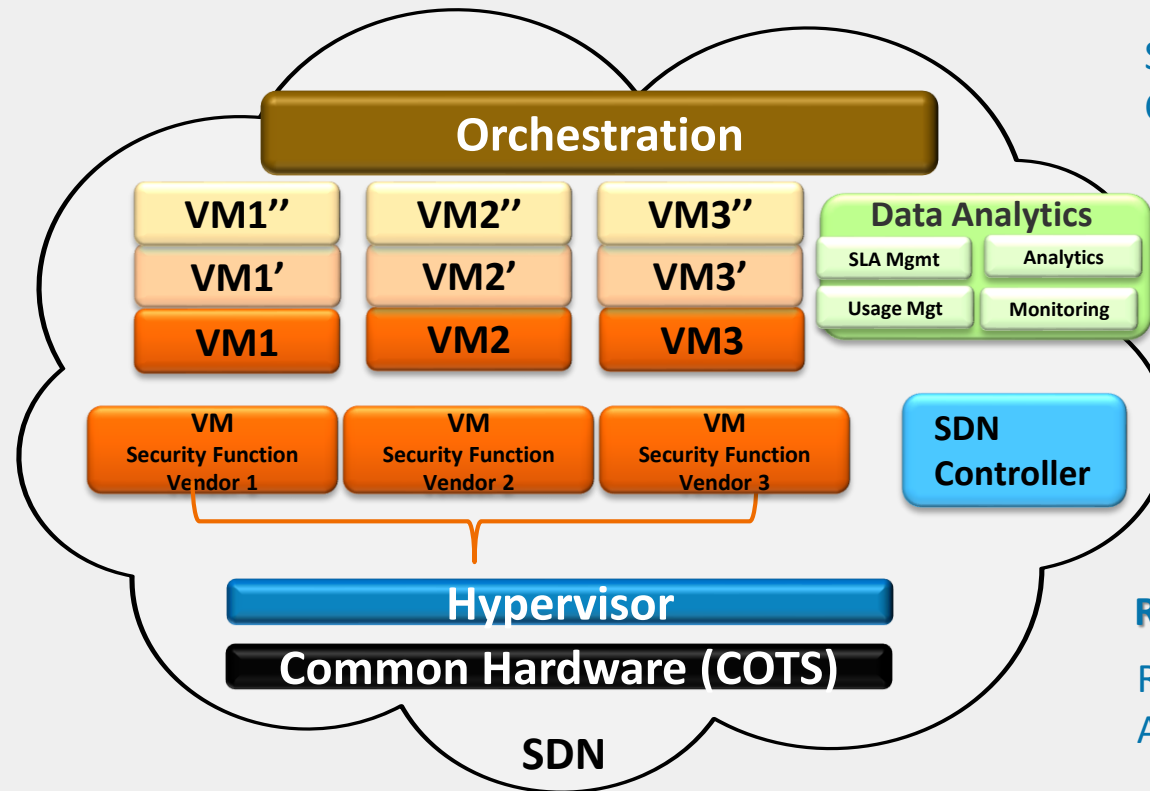 Orchestration
VM1'' VM2'' VM3''
VM1' VM2' VM3'
VM1 VM2 VM3
Data Analytics
SLA Mgmt Analytics
Usage Mgt Monitoring
VM
Security Function
Vendor 1
VM
Security Function
Vendor 2
VM
Security Function
Vendor 3
SDN
Controller
Hypervisor
Common Hardware (COTS)
SDN